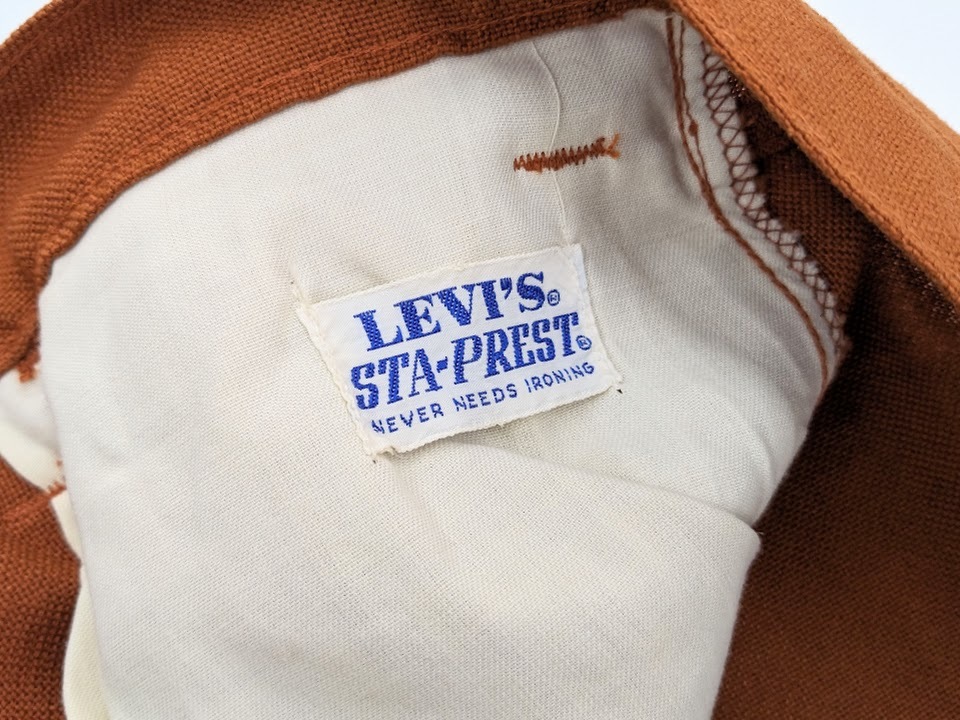 LEVI'S®
STA-PREST®
NEVER NEEDS IRONING